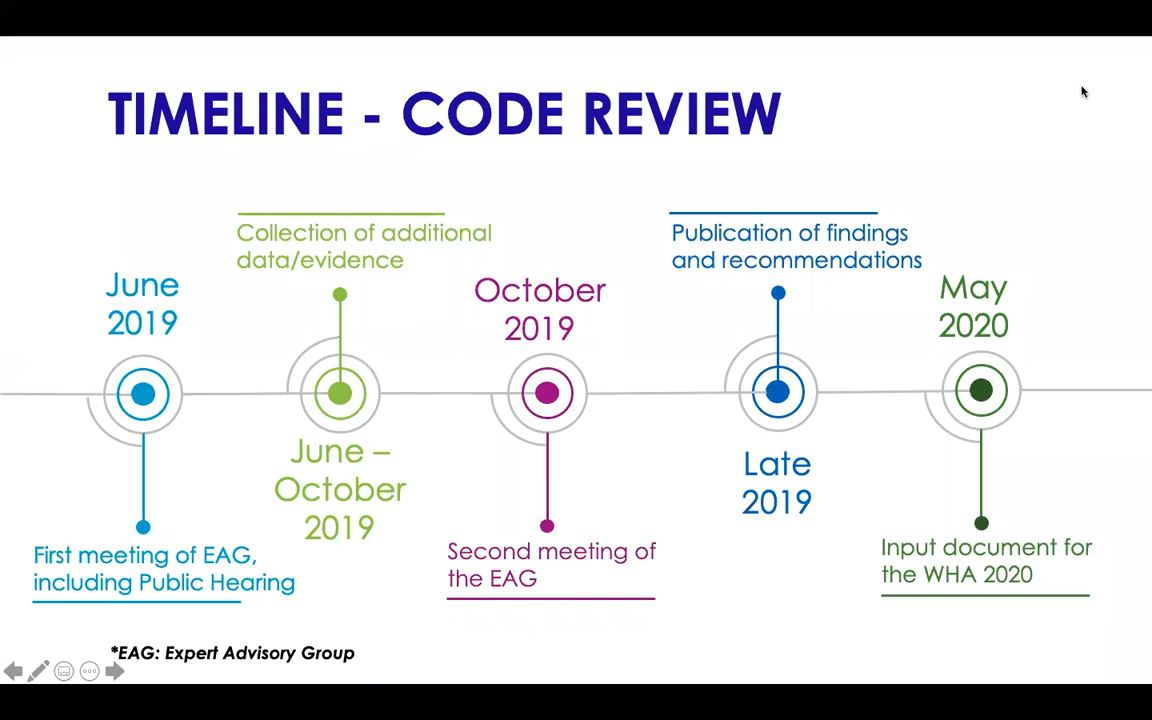 TIMELINE - CODE REVIEW
June
2019
First meeting of EAG,
including Public Hearing
Collection of additional
data/evidence
June –
October
2019
October
2019
Second meeting of
the EAG
Publication of findings
and recommendations
Late
2019
May
2020
Input document for
the WHA 2020
*EAG: Expert Advisory Group